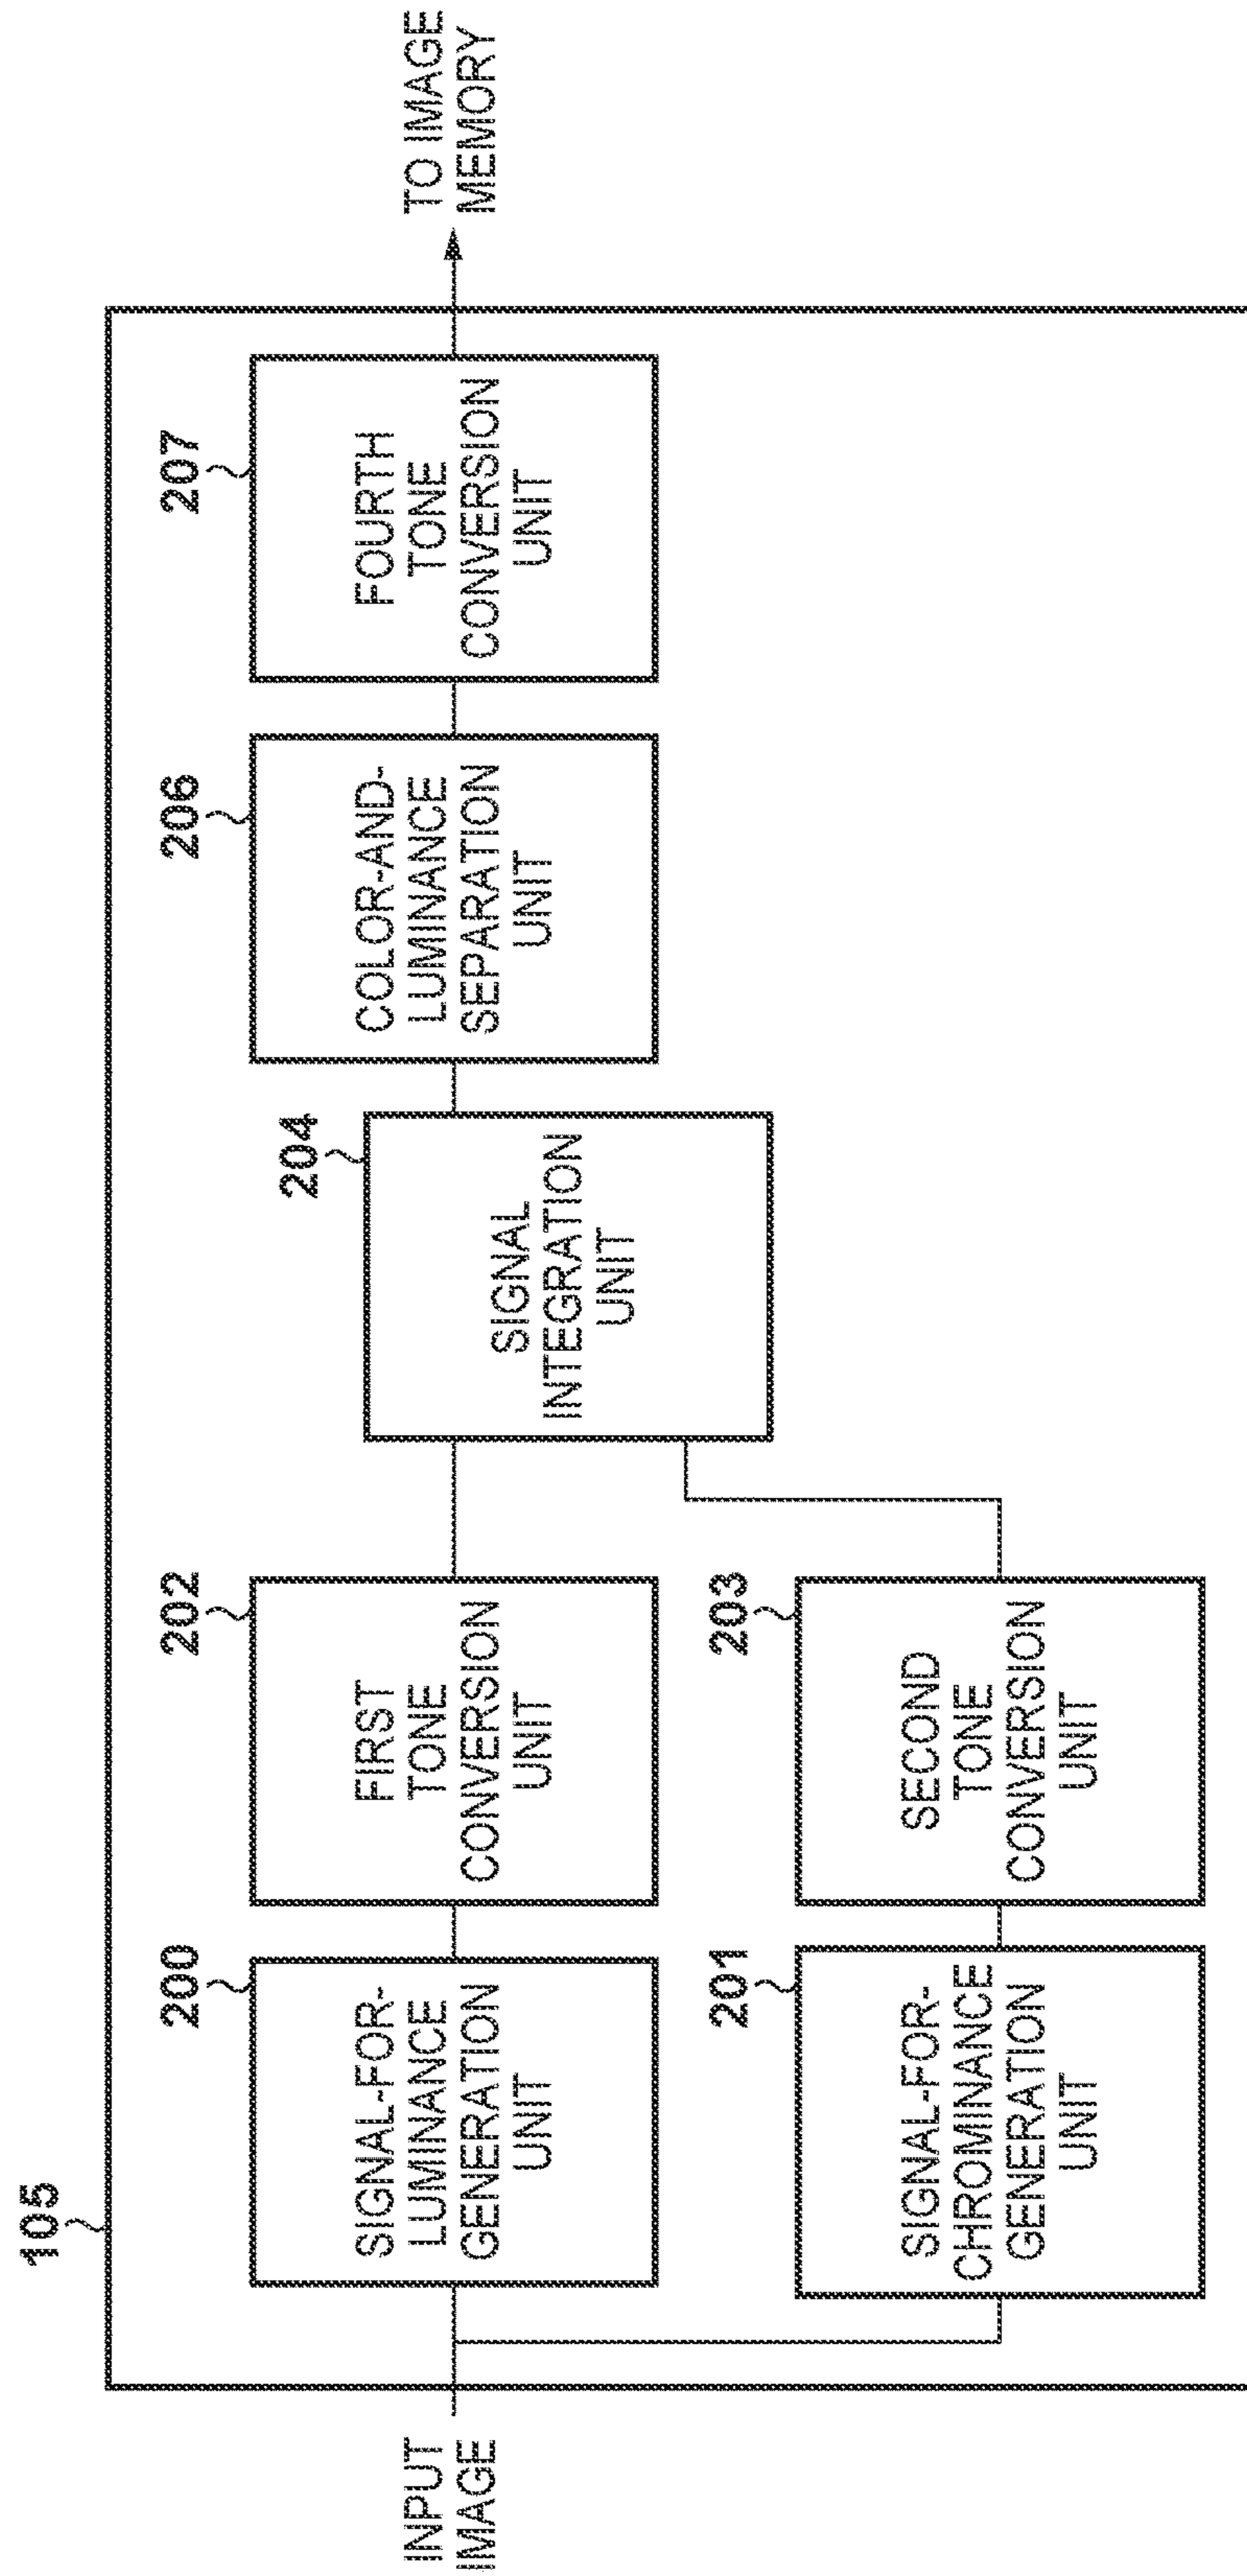 105
INPUT
IMAGE
200
SIGNAL-FOR-
LUMINANCE
GENERATION
UNIT
202
FIRST
TONE
CONVERSION
UNIT
204
SIGNAL
INTEGRATION
UNIT
206
COLOR-AND-
LUMINANCE
SEPARATION
UNIT
207
FOURTH
TONE
CONVERSION
UNIT
TO IMAGE
MEMORY
201
SIGNAL-FOR-
CHROMINANCE
GENERATION
UNIT
203
SECOND
TONE
CONVERSION
UNIT